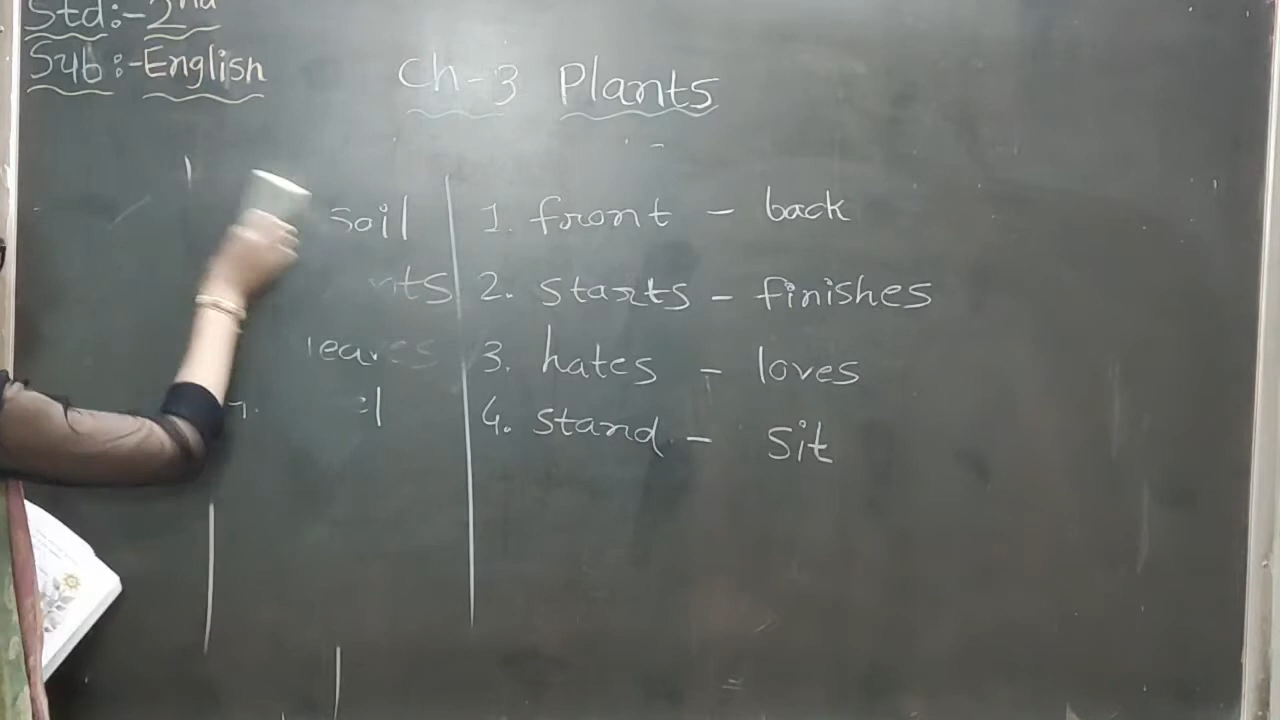 Std:-2nd
Sub:-English
Ch-3 Plants
soil
leaves
1. front - back
2. starts - finishes
3. hates - loves
4. stand - sit